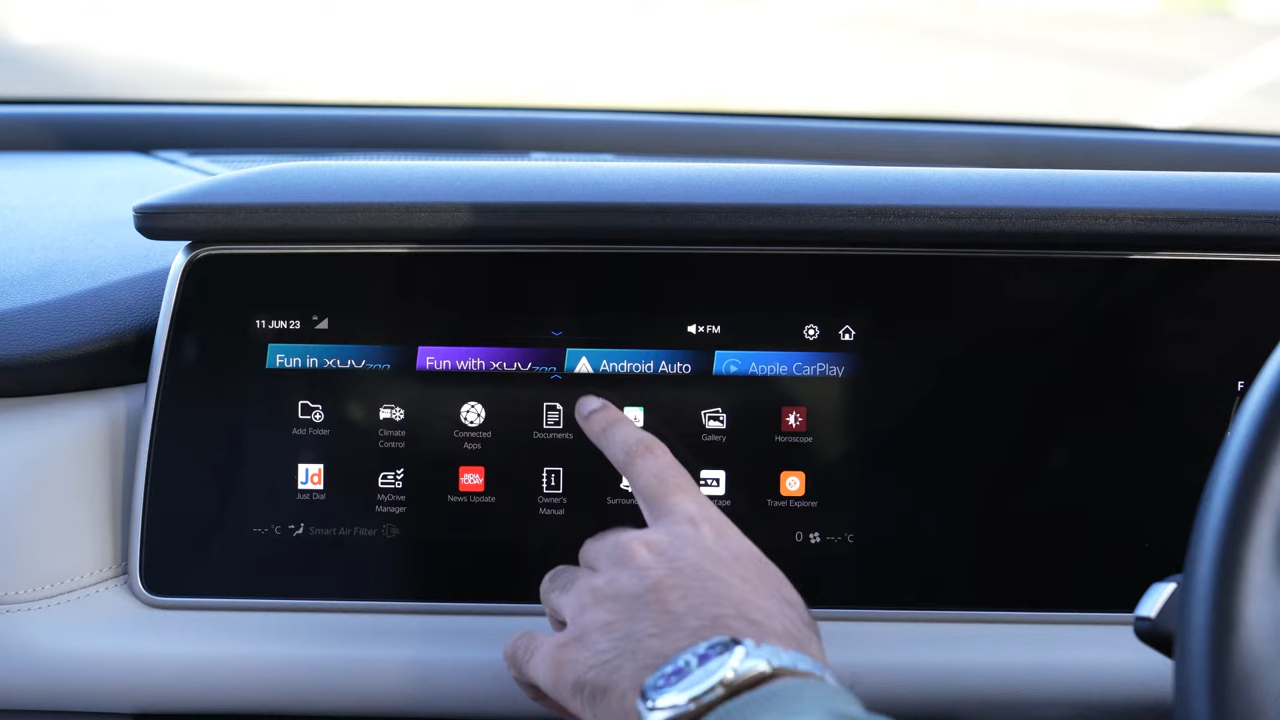 11 JUN 23
FM
Fun in XUV700
Fun with XUV700
Android Auto
Apple CarPlay
Add Folder
Climate
Control
Connected
Apps
Documents
Gallery
Horoscope
Jd
Just Dial
MyDrive
Manager
INDIA
TODAY
News Update
Owner's
Manual
Travel Explorer
--.- °C
Smart Air Filter
0
--.- °C
F